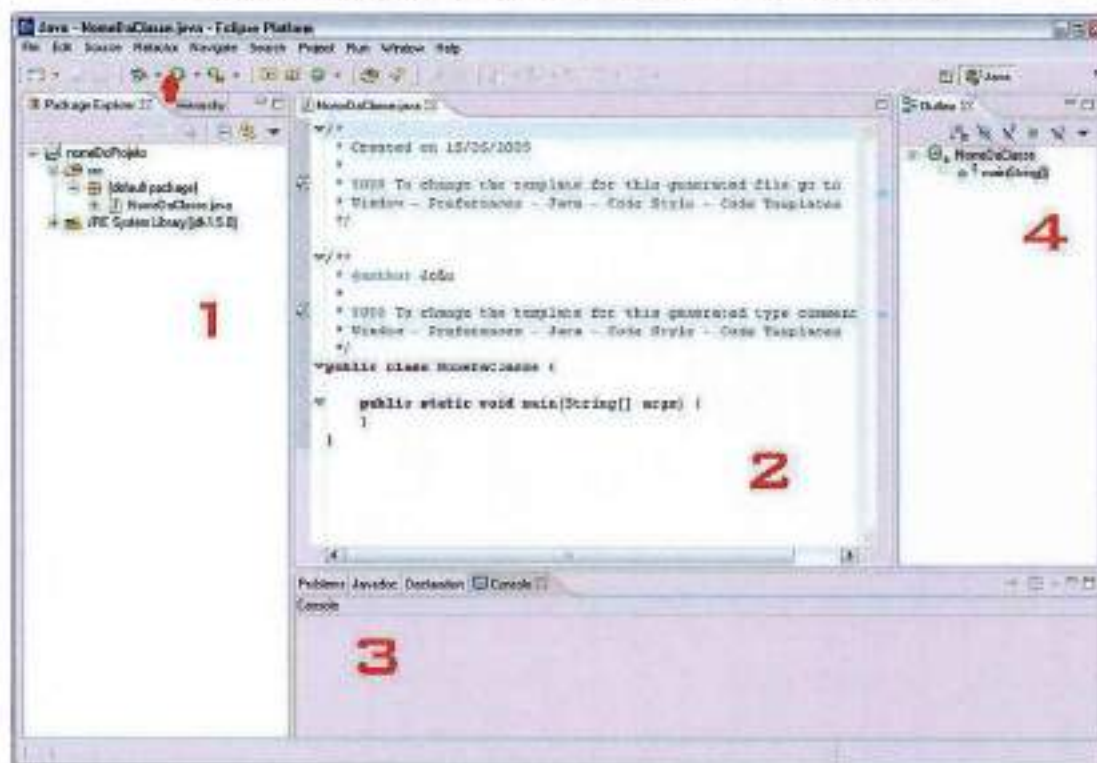 Java - NomeDaClasse.java - Eclipse Platform
File Edit Source Refactor Navigate Search Project Run Window Help
Java
Package Explorer
Hierarchy
nomeDoProjeto
src
(default package)
NomeDaClasse.java
JRE System Library [jdk1.5.0]
1
NomeDaClasse.java
/*
* Created on 15/05/2005
*
* TODO To change the template for this generated file go to
* Window - Preferences - Java - Code Style - Code Templates
*/
/**
* @author João
*
* TODO To change the template for this generated type comment
* Window - Preferences - Java - Code Style - Code Templates
*/
public class NomeDaClasse {
public static void main(String[] args) {
}
}
2
Outline
NomeDaClasse
main(String[])
4
Problems Javadoc Declaration Console
Console
3